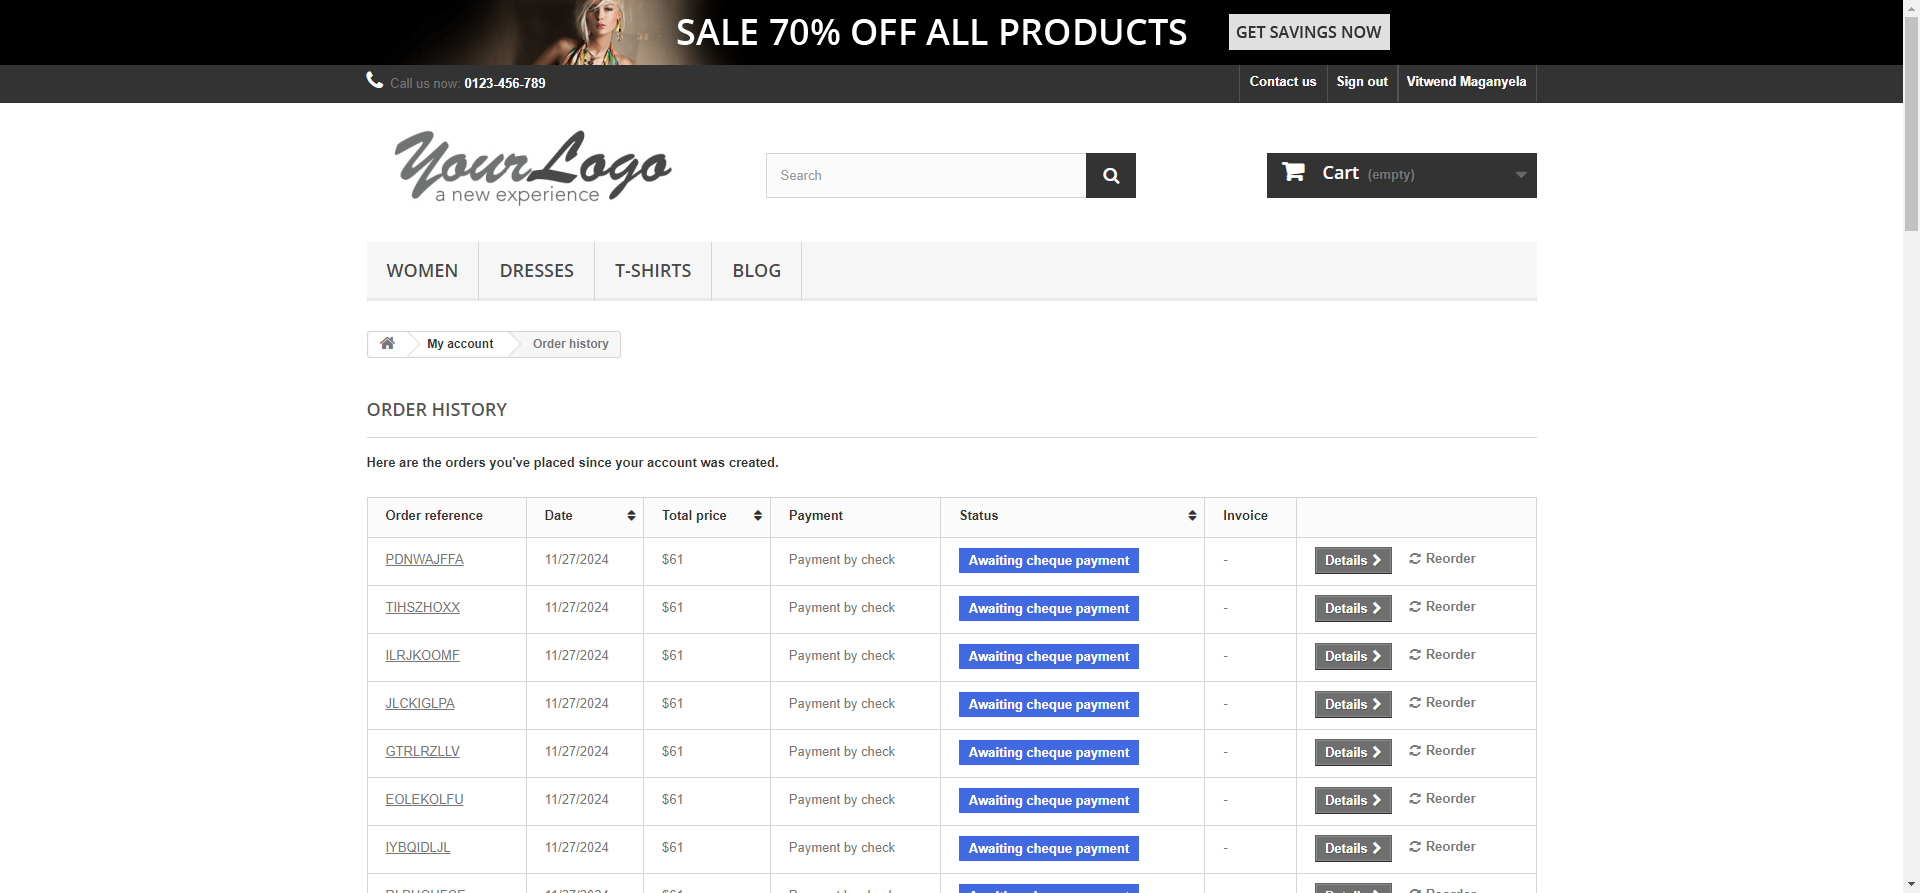 SALE 70% OFF ALL PRODUCTS GET SAVINGS NOW
Call us now: 0123-456-789 Contact us Sign out Vitwend Maganyela
YourLogo
a new experience
Search
Cart (empty)
WOMEN DRESSES T-SHIRTS BLOG
My account Order history
ORDER HISTORY
Here are the orders you've placed since your account was created.
Order reference Date Total price Payment Status Invoice
PDNWAJFFA 11/27/2024 $61 Payment by check Awaiting cheque payment - Details Reorder
TIHSZHOXX 11/27/2024 $61 Payment by check Awaiting cheque payment - Details Reorder
ILRJKOOMF 11/27/2024 $61 Payment by check Awaiting cheque payment - Details Reorder
JLCKIGLPA 11/27/2024 $61 Payment by check Awaiting cheque payment - Details Reorder
GTRLRZLLV 11/27/2024 $61 Payment by check Awaiting cheque payment - Details Reorder
EOLEKOLFU 11/27/2024 $61 Payment by check Awaiting cheque payment - Details Reorder
IYBQIDLJL 11/27/2024 $61 Payment by check Awaiting cheque payment - Details Reorder